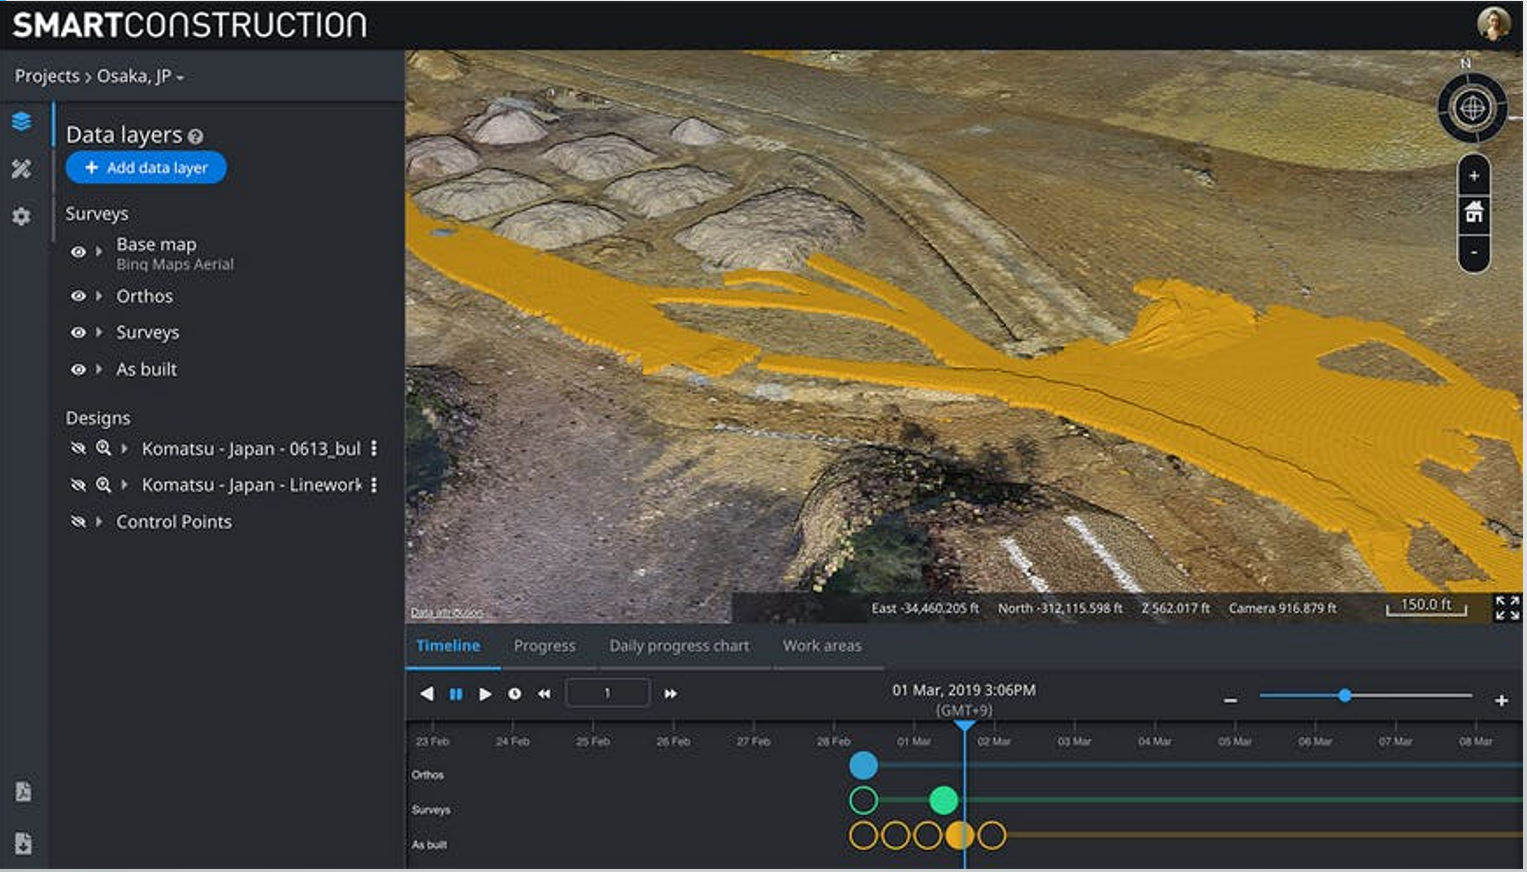 SMARTCONSTRUCTION
Projects > Osaka, JP
Data layers ?
+ Add data layer
Surveys
Base map
Bing Maps Aerial
Orthos
Surveys
As built
Designs
Komatsu - Japan - 0613_bul
Komatsu - Japan - Linework
Control Points
N
+
-
Data attribution
East -34,460.205 ft North -312,115.598 ft Z 562.017 ft Camera 916.879 ft 150.0 ft
Timeline Progress Daily progress chart Work areas
1
01 Mar, 2019 3:06PM
(GMT+9)
− +
23 Feb 24 Feb 25 Feb 26 Feb 27 Feb 28 Feb 01 Mar 02 Mar 03 Mar 04 Mar 05 Mar 06 Mar 07 Mar 08 Mar
Orthos
Surveys
As built